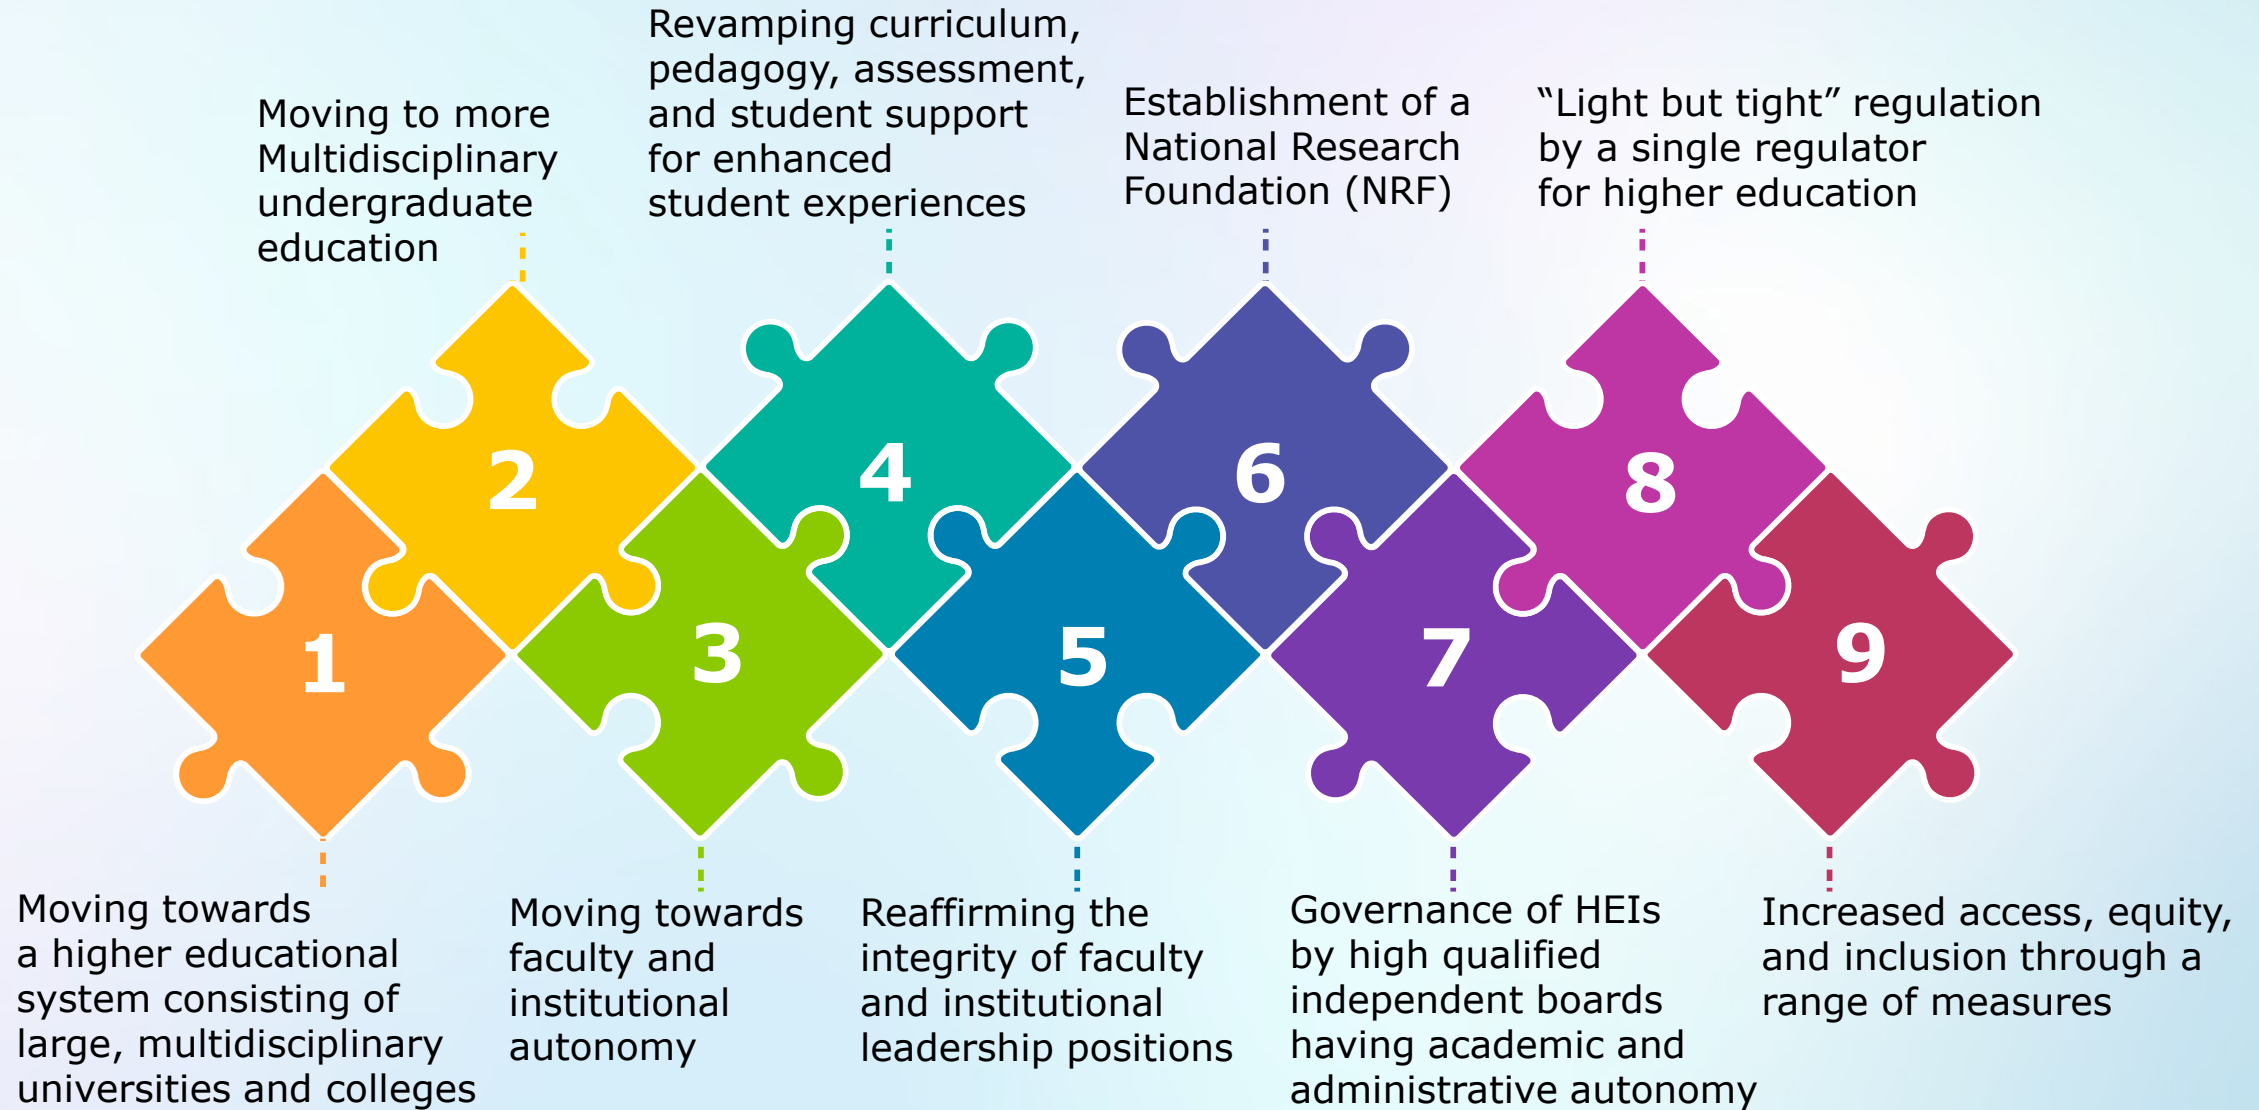 Moving to more
Multidisciplinary
undergraduate
education
Revamping curriculum,
pedagogy, assessment,
and student support
for enhanced
student experiences
Establishment of a
National Research
Foundation (NRF)
“Light but tight” regulation
by a single regulator
for higher education
1
2
3
4
5
6
7
8
9
Moving towards
a higher educational
system consisting of
large, multidisciplinary
universities and colleges
Moving towards
faculty and
institutional
autonomy
Reaffirming the
integrity of faculty
and institutional
leadership positions
Governance of HEIs
by high qualified
independent boards
having academic and
administrative autonomy
Increased access, equity,
and inclusion through a
range of measures